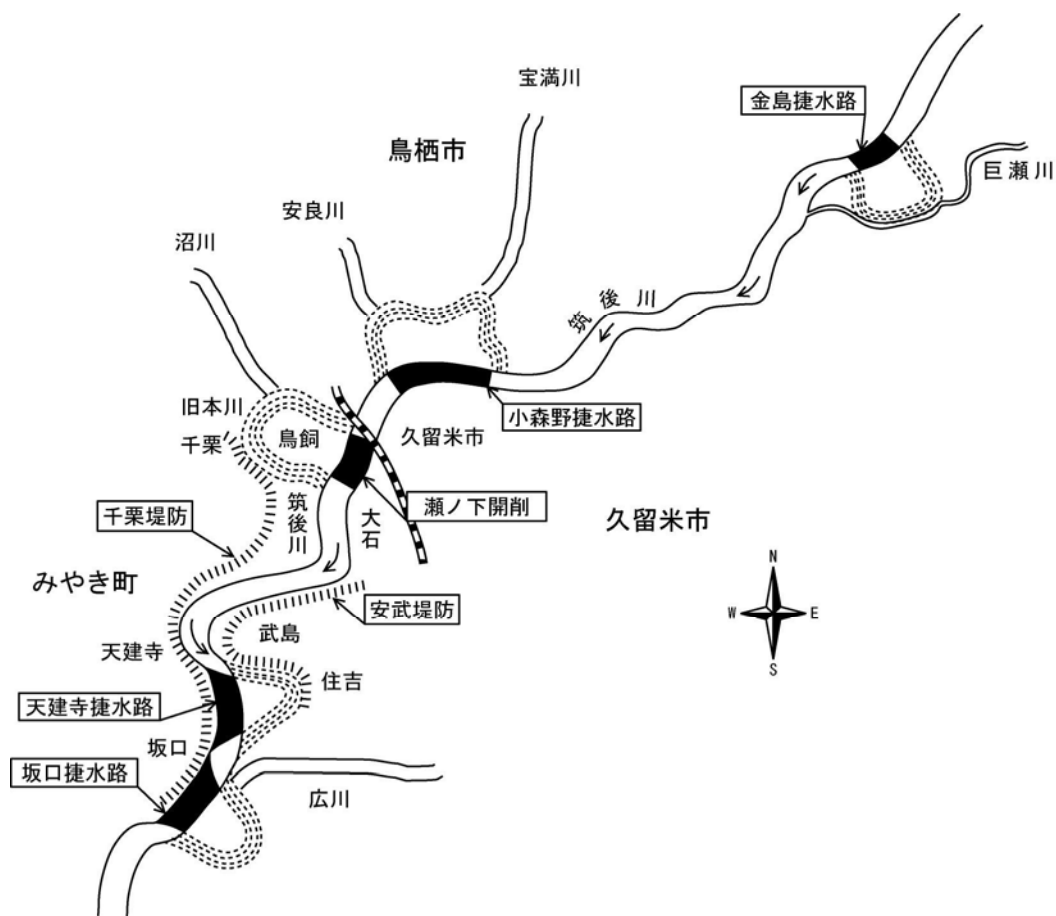 宝満川
金島捷水路
鳥栖市
巨瀬川
安良川
沼川
筑後川
旧本川
小森野捷水路
千栗
鳥飼
久留米市
千栗堤防
筑後川
大石
瀬ノ下開削
久留米市
みやき町
安武堤防
武島
天建寺
住吉
天建寺捷水路
坂口
坂口捷水路
広川
N
W
E
S